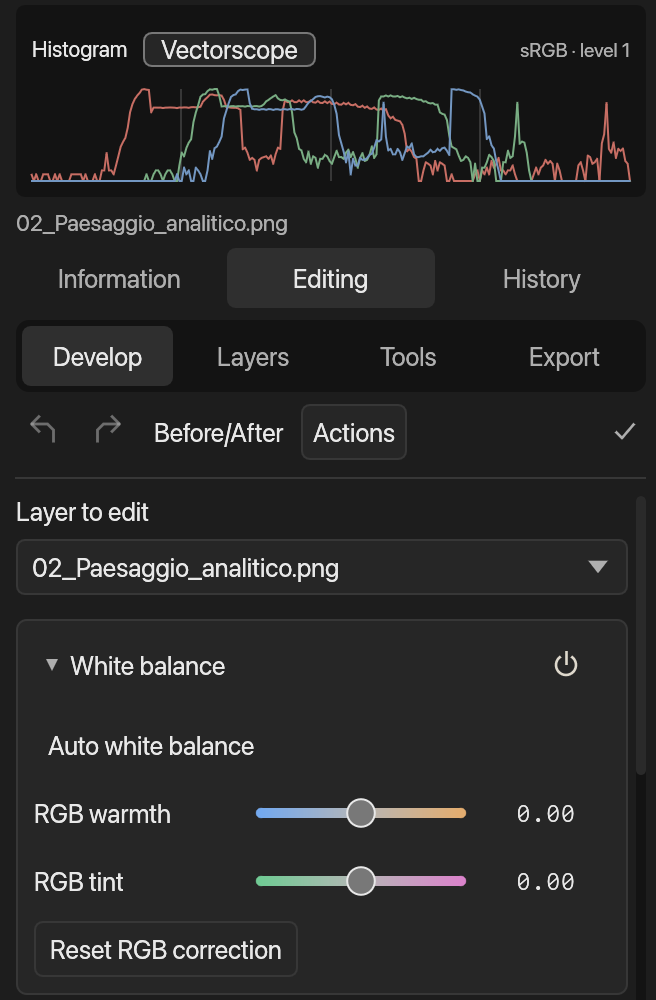 Histogram Vectorscope sRGB · level 1
02_Paesaggio_analitico.png
Information Editing History
Develop Layers Tools Export
Before/After Actions
Layer to edit
02_Paesaggio_analitico.png
White balance
Auto white balance
RGB warmth 0.00
RGB tint 0.00
Reset RGB correction